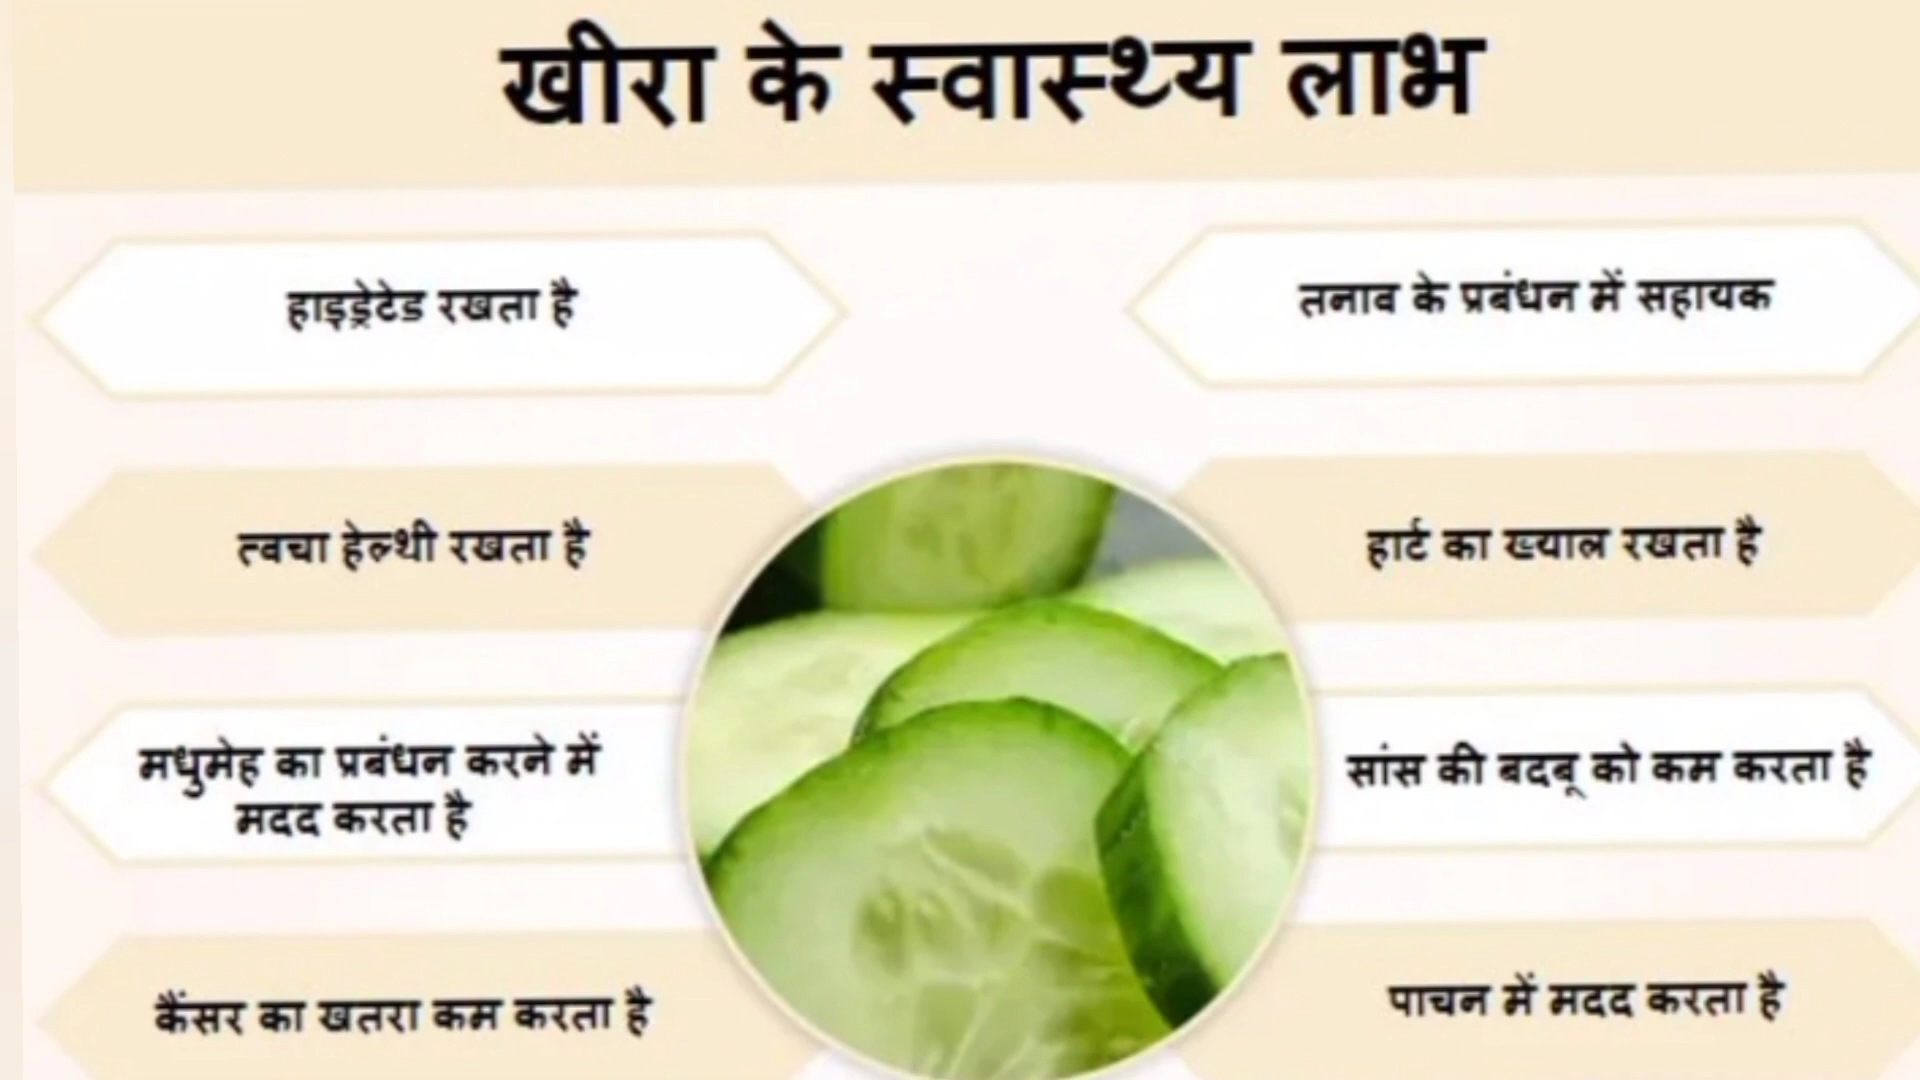 खीरा के स्वास्थ्य लाभ
हाइड्रेटेड रखता है
तनाव के प्रबंधन में सहायक
त्वचा हेल्थी रखता है
हार्ट का ख्याल रखता है
मधुमेह का प्रबंधन करने में
मदद करता है
सांस की बदबू को कम करता है
कैंसर का खतरा कम करता है
पाचन में मदद करता है